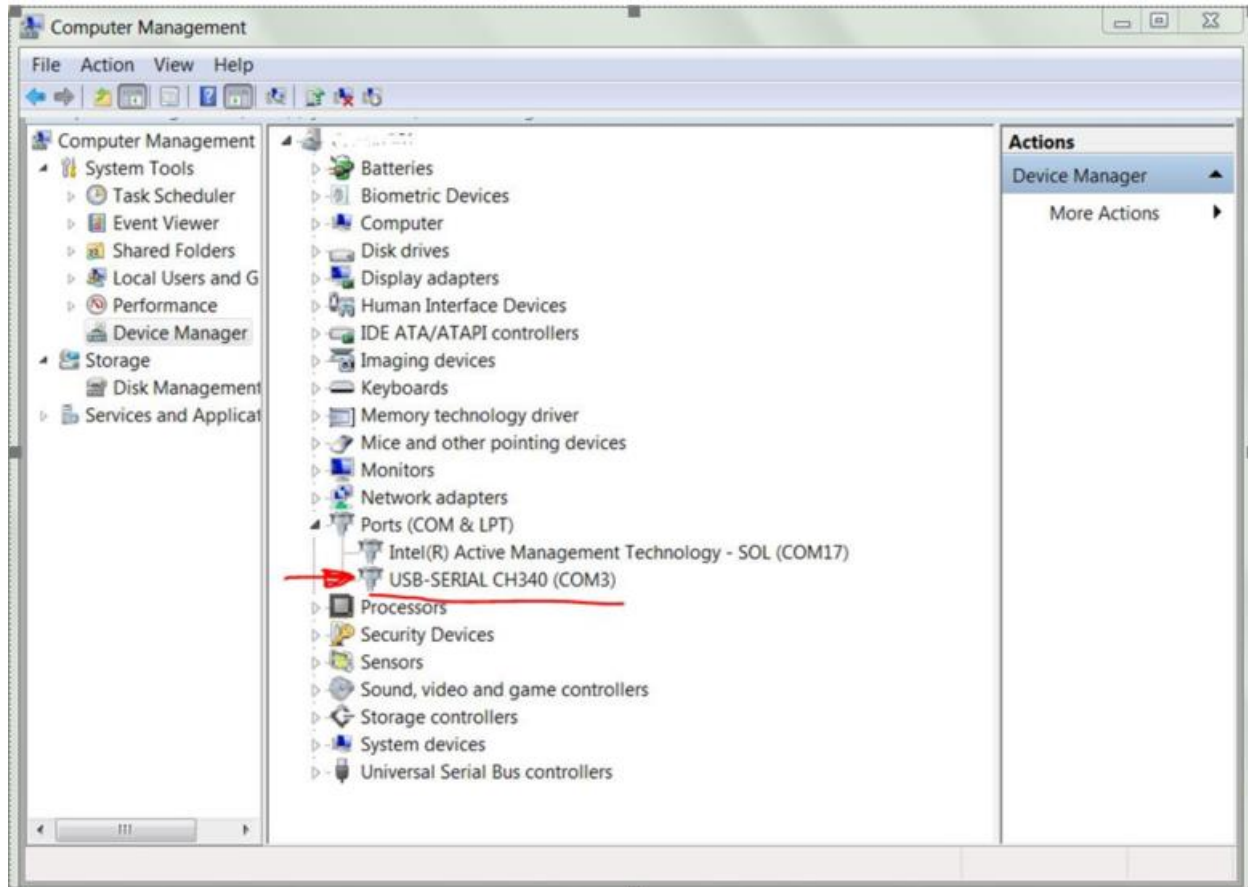 Computer Management
File Action View Help
Computer Management
System Tools
Task Scheduler
Event Viewer
Shared Folders
Local Users and G
Performance
Device Manager
Storage
Disk Management
Services and Applicat
Batteries
Biometric Devices
Computer
Disk drives
Display adapters
Human Interface Devices
IDE ATA/ATAPI controllers
Imaging devices
Keyboards
Memory technology driver
Mice and other pointing devices
Monitors
Network adapters
Ports (COM & LPT)
Intel(R) Active Management Technology - SOL (COM17)
USB-SERIAL CH340 (COM3)
Processors
Security Devices
Sensors
Sound, video and game controllers
Storage controllers
System devices
Universal Serial Bus controllers
Actions
Device Manager
More Actions